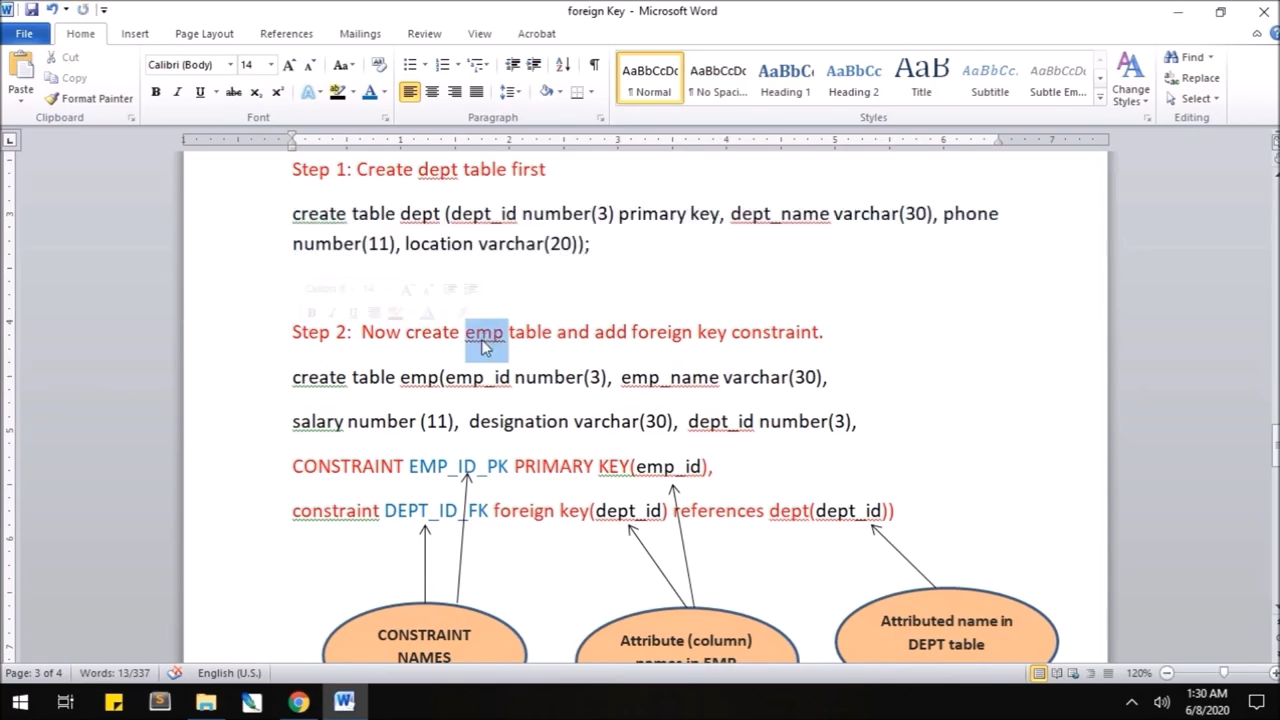 foreign Key - Microsoft Word
File Home Insert Page Layout References Mailings Review View Acrobat
Cut
Copy
Format Painter
Paste
Clipboard
Calibri (Body) 14
Font
Paragraph
AaBbCcDc AaBbCcDc AaBbC AaBbCc AaB AaBbCc. AaBbCcDc
¶ Normal ¶ No Spaci... Heading 1 Heading 2 Title Subtitle Subtle Em...
Change Styles
Styles
Find
Replace
Select
Editing
Step 1: Create dept table first
create table dept (dept_id number(3) primary key, dept_name varchar(30), phone
number(11), location varchar(20));
Step 2: Now create emp table and add foreign key constraint.
create table emp(emp_id number(3), emp_name varchar(30),
salary number (11), designation varchar(30), dept_id number(3),
CONSTRAINT EMP_ID_PK PRIMARY KEY(emp_id),
constraint DEPT_ID_FK foreign key(dept_id) references dept(dept_id))
CONSTRAINT
NAMES
Attribute (column)
names in EMP
Attributed name in
DEPT table
Page: 3 of 4 Words: 13/337 English (U.S.) 120%
1:30 AM
6/8/2020